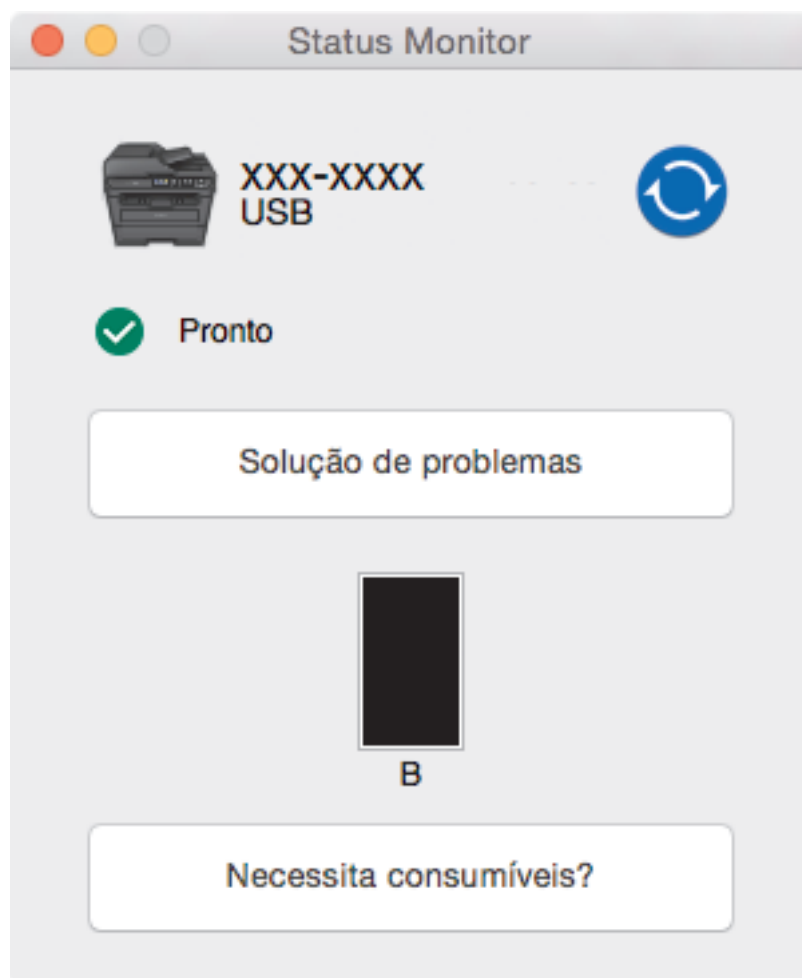 Status Monitor
XXX-XXXX
USB
Pronto
Solução de problemas
B
Necessita consumíveis?